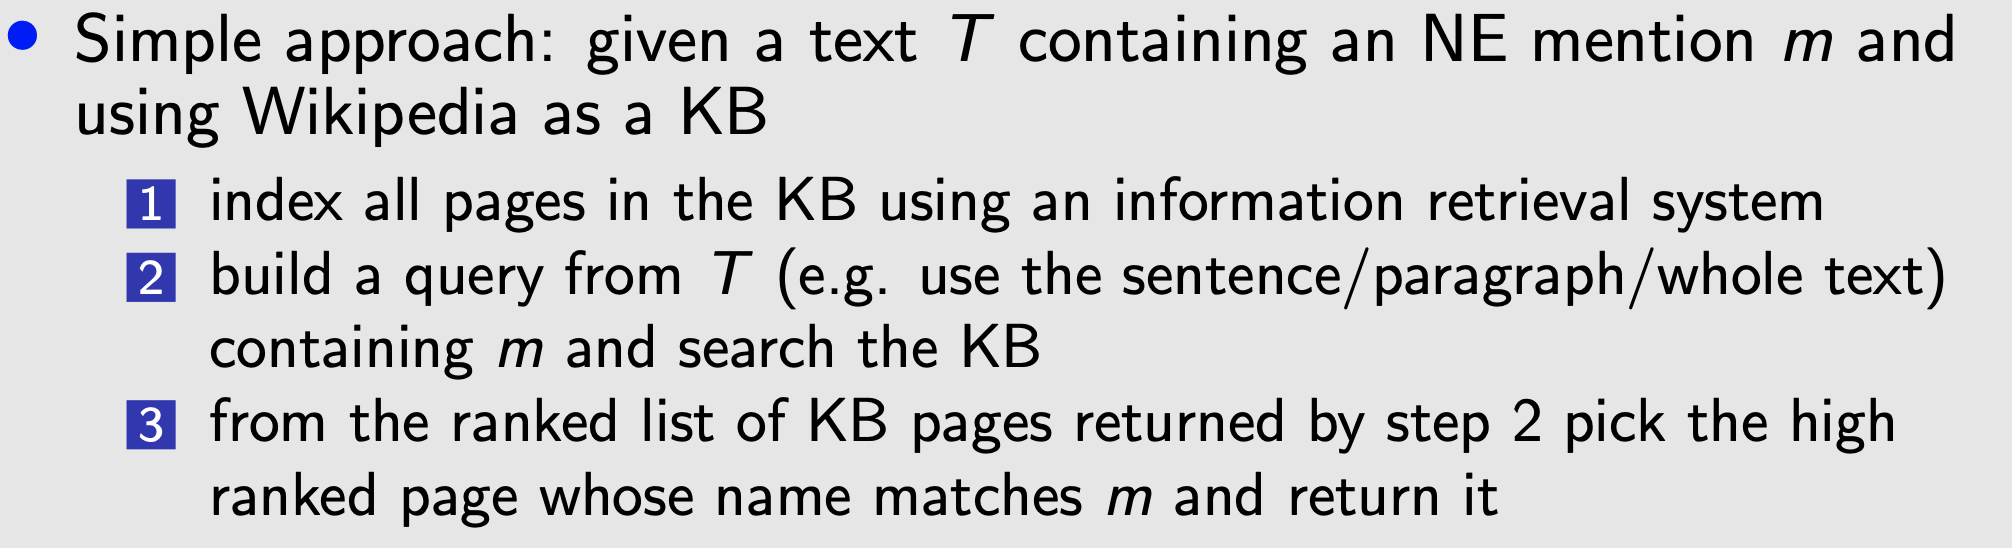 • Simple approach: given a text T containing an NE mention m and
using Wikipedia as a KB
1 index all pages in the KB using an information retrieval system
2 build a query from T (e.g. use the sentence/paragraph/whole text)
containing m and search the KB
3 from the ranked list of KB pages returned by step 2 pick the high
ranked page whose name matches m and return it